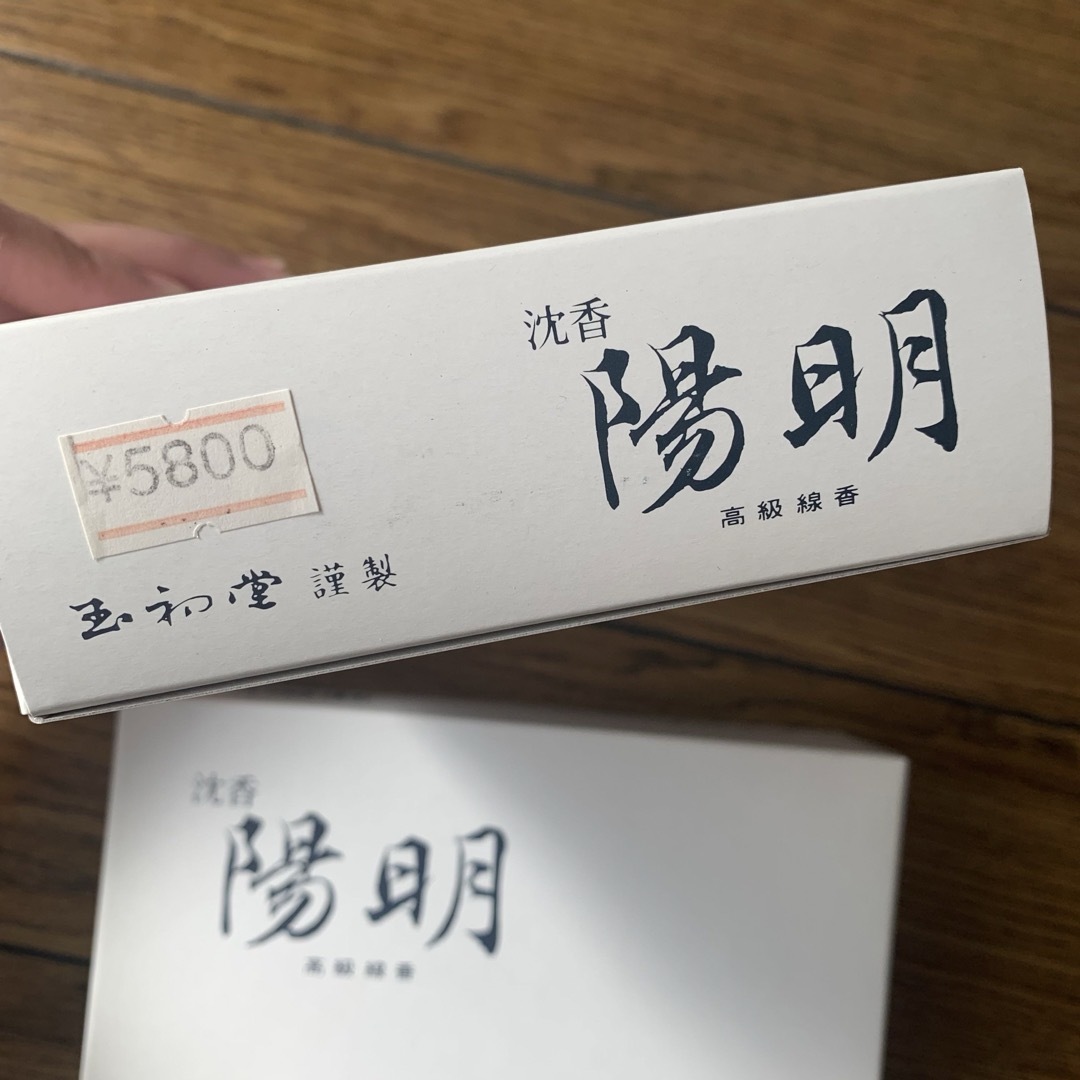 沈香
陽明
高級線香
¥5800
玉初堂 謹製
沈香
陽明
高級線香